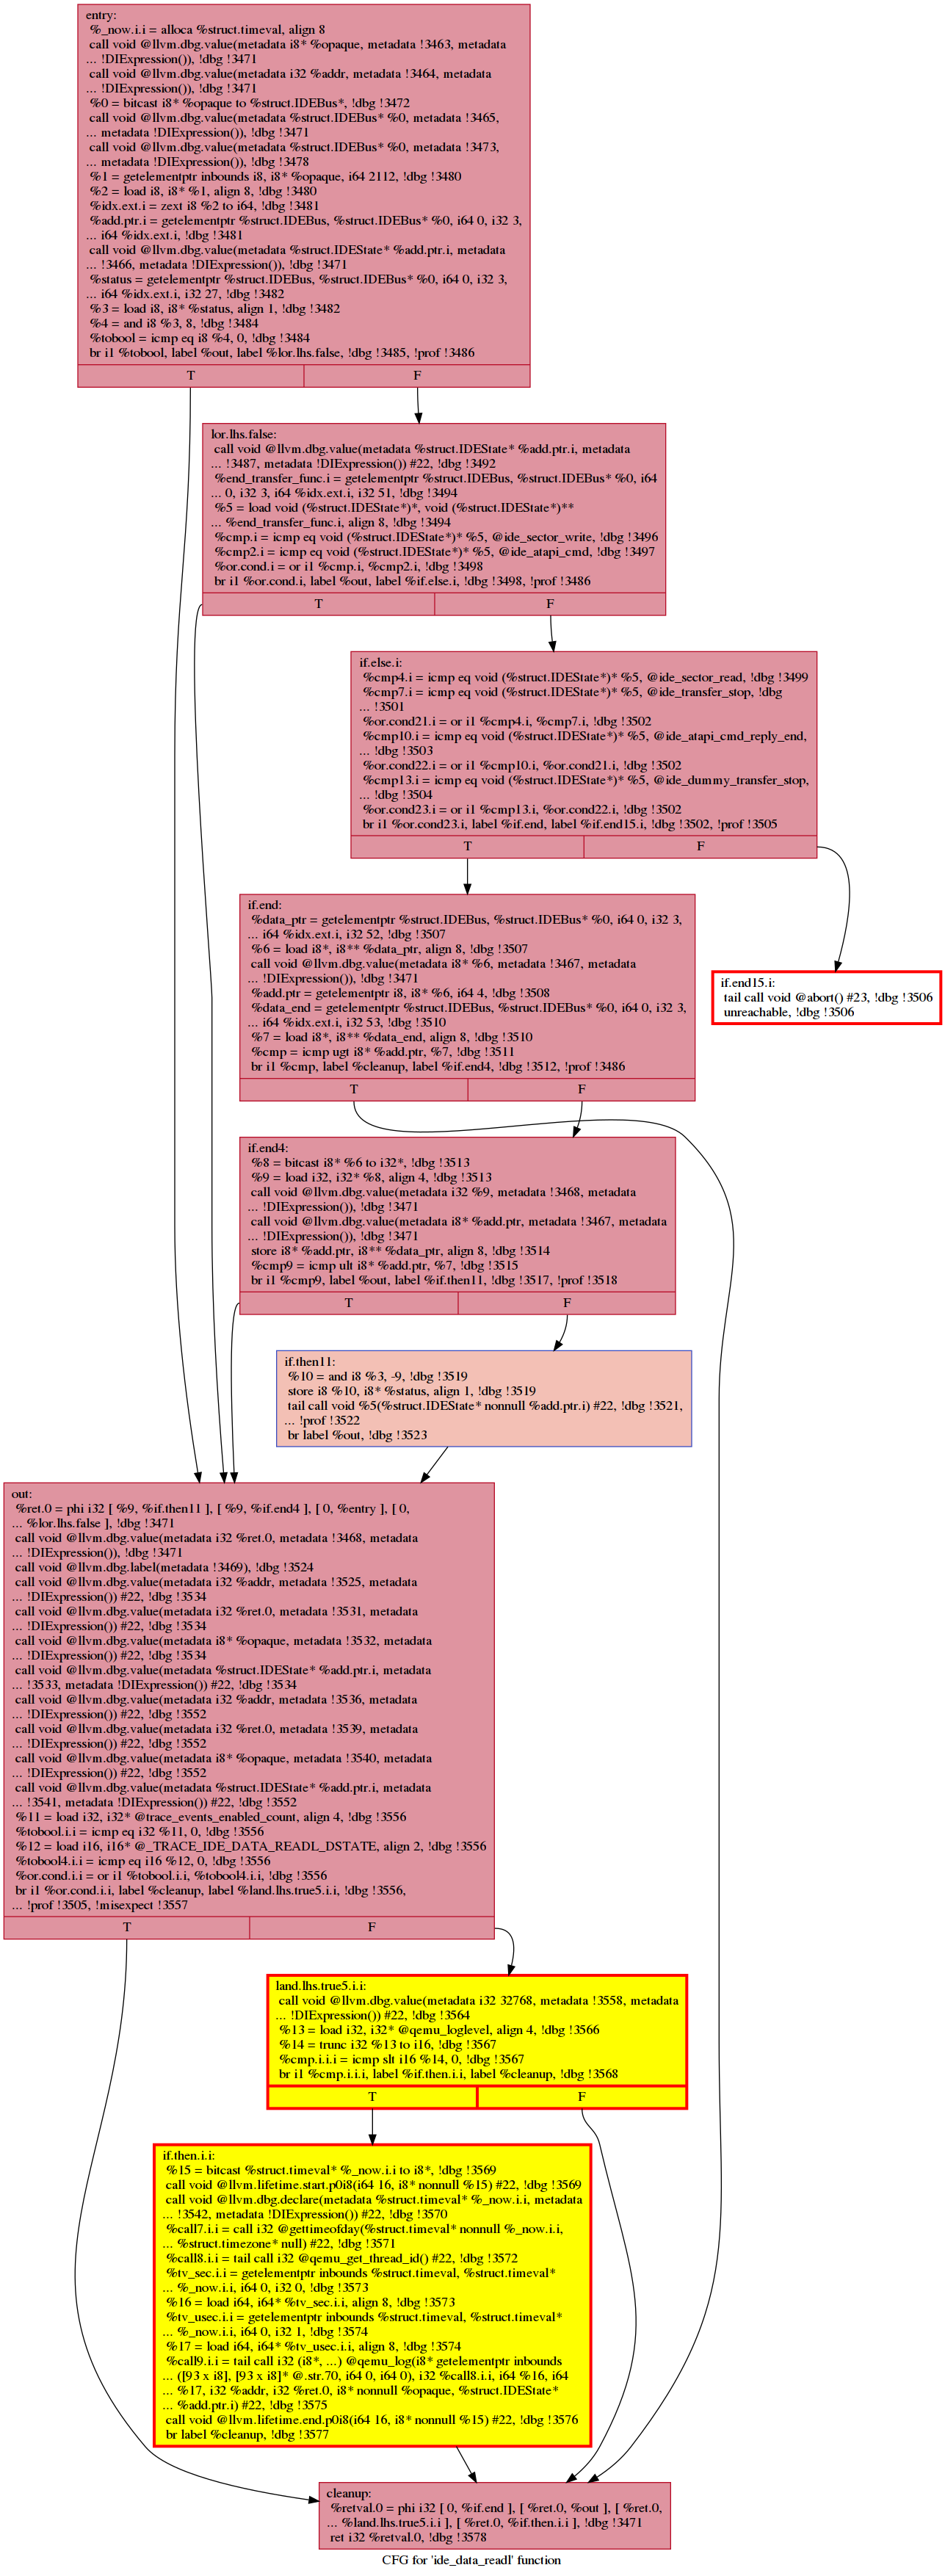 entry:
%_now.i.i = alloca %struct.timeval, align 8
call void @llvm.dbg.value(metadata i8* %opaque, metadata !3463, metadata
... !DIExpression()), !dbg !3471
call void @llvm.dbg.value(metadata i32 %addr, metadata !3464, metadata
... !DIExpression()), !dbg !3471
%0 = bitcast i8* %opaque to %struct.IDEBus*, !dbg !3472
call void @llvm.dbg.value(metadata %struct.IDEBus* %0, metadata !3465,
... metadata !DIExpression()), !dbg !3471
call void @llvm.dbg.value(metadata %struct.IDEBus* %0, metadata !3473,
... metadata !DIExpression()), !dbg !3478
%1 = getelementptr inbounds i8, i8* %opaque, i64 2112, !dbg !3480
%2 = load i8, i8* %1, align 8, !dbg !3480
%idx.ext.i = zext i8 %2 to i64, !dbg !3481
%add.ptr.i = getelementptr %struct.IDEBus, %struct.IDEBus* %0, i64 0, i32 3,
... i64 %idx.ext.i, !dbg !3481
call void @llvm.dbg.value(metadata %struct.IDEState* %add.ptr.i, metadata
... !3466, metadata !DIExpression()), !dbg !3471
%status = getelementptr %struct.IDEBus, %struct.IDEBus* %0, i64 0, i32 3,
... i64 %idx.ext.i, i32 27, !dbg !3482
%3 = load i8, i8* %status, align 1, !dbg !3482
%4 = and i8 %3, 8, !dbg !3484
%tobool = icmp eq i8 %4, 0, !dbg !3484
br i1 %tobool, label %out, label %lor.lhs.false, !dbg !3485, !prof !3486
T F
lor.lhs.false:
call void @llvm.dbg.value(metadata %struct.IDEState* %add.ptr.i, metadata
... !3487, metadata !DIExpression()) #22, !dbg !3492
%end_transfer_func.i = getelementptr %struct.IDEBus, %struct.IDEBus* %0, i64
... 0, i32 3, i64 %idx.ext.i, i32 51, !dbg !3494
%5 = load void (%struct.IDEState*)*, void (%struct.IDEState*)**
... %end_transfer_func.i, align 8, !dbg !3494
%cmp.i = icmp eq void (%struct.IDEState*)* %5, @ide_sector_write, !dbg !3496
%cmp2.i = icmp eq void (%struct.IDEState*)* %5, @ide_atapi_cmd, !dbg !3497
%or.cond.i = or i1 %cmp.i, %cmp2.i, !dbg !3498
br i1 %or.cond.i, label %out, label %if.else.i, !dbg !3498, !prof !3486
T F
if.else.i:
%cmp4.i = icmp eq void (%struct.IDEState*)* %5, @ide_sector_read, !dbg !3499
%cmp7.i = icmp eq void (%struct.IDEState*)* %5, @ide_transfer_stop, !dbg
... !3501
%or.cond21.i = or i1 %cmp4.i, %cmp7.i, !dbg !3502
%cmp10.i = icmp eq void (%struct.IDEState*)* %5, @ide_atapi_cmd_reply_end,
... !dbg !3503
%or.cond22.i = or i1 %cmp10.i, %or.cond21.i, !dbg !3502
%cmp13.i = icmp eq void (%struct.IDEState*)* %5, @ide_dummy_transfer_stop,
... !dbg !3504
%or.cond23.i = or i1 %cmp13.i, %or.cond22.i, !dbg !3502
br i1 %or.cond23.i, label %if.end, label %if.end15.i, !dbg !3502, !prof !3505
T F
if.end:
%data_ptr = getelementptr %struct.IDEBus, %struct.IDEBus* %0, i64 0, i32 3,
... i64 %idx.ext.i, i32 52, !dbg !3507
%6 = load i8*, i8** %data_ptr, align 8, !dbg !3507
call void @llvm.dbg.value(metadata i8* %6, metadata !3467, metadata
... !DIExpression()), !dbg !3471
%add.ptr = getelementptr i8, i8* %6, i64 4, !dbg !3508
%data_end = getelementptr %struct.IDEBus, %struct.IDEBus* %0, i64 0, i32 3,
... i64 %idx.ext.i, i32 53, !dbg !3510
%7 = load i8*, i8** %data_end, align 8, !dbg !3510
%cmp = icmp ugt i8* %add.ptr, %7, !dbg !3511
br i1 %cmp, label %cleanup, label %if.end4, !dbg !3512, !prof !3486
T F
if.end15.i:
tail call void @abort() #23, !dbg !3506
unreachable, !dbg !3506
if.end4:
%8 = bitcast i8* %6 to i32*, !dbg !3513
%9 = load i32, i32* %8, align 4, !dbg !3513
call void @llvm.dbg.value(metadata i32 %9, metadata !3468, metadata
... !DIExpression()), !dbg !3471
call void @llvm.dbg.value(metadata i8* %add.ptr, metadata !3467, metadata
... !DIExpression()), !dbg !3471
store i8* %add.ptr, i8** %data_ptr, align 8, !dbg !3514
%cmp9 = icmp ult i8* %add.ptr, %7, !dbg !3515
br i1 %cmp9, label %out, label %if.then11, !dbg !3517, !prof !3518
T F
if.then11:
%10 = and i8 %3, -9, !dbg !3519
store i8 %10, i8* %status, align 1, !dbg !3519
tail call void %5(%struct.IDEState* nonnull %add.ptr.i) #22, !dbg !3521,
... !prof !3522
br label %out, !dbg !3523
out:
%ret.0 = phi i32 [ %9, %if.then11 ], [ %9, %if.end4 ], [ 0, %entry ], [ 0,
... %lor.lhs.false ], !dbg !3471
call void @llvm.dbg.value(metadata i32 %ret.0, metadata !3468, metadata
... !DIExpression()), !dbg !3471
call void @llvm.dbg.label(metadata !3469), !dbg !3524
call void @llvm.dbg.value(metadata i32 %addr, metadata !3525, metadata
... !DIExpression()) #22, !dbg !3534
call void @llvm.dbg.value(metadata i32 %ret.0, metadata !3531, metadata
... !DIExpression()) #22, !dbg !3534
call void @llvm.dbg.value(metadata i8* %opaque, metadata !3532, metadata
... !DIExpression()) #22, !dbg !3534
call void @llvm.dbg.value(metadata %struct.IDEState* %add.ptr.i, metadata
... !3533, metadata !DIExpression()) #22, !dbg !3534
call void @llvm.dbg.value(metadata i32 %addr, metadata !3536, metadata
... !DIExpression()) #22, !dbg !3552
call void @llvm.dbg.value(metadata i32 %ret.0, metadata !3539, metadata
... !DIExpression()) #22, !dbg !3552
call void @llvm.dbg.value(metadata i8* %opaque, metadata !3540, metadata
... !DIExpression()) #22, !dbg !3552
call void @llvm.dbg.value(metadata %struct.IDEState* %add.ptr.i, metadata
... !3541, metadata !DIExpression()) #22, !dbg !3552
%11 = load i32, i32* @trace_events_enabled_count, align 4, !dbg !3556
%tobool.i.i = icmp eq i32 %11, 0, !dbg !3556
%12 = load i16, i16* @_TRACE_IDE_DATA_READL_DSTATE, align 2, !dbg !3556
%tobool4.i.i = icmp eq i16 %12, 0, !dbg !3556
%or.cond.i.i = or i1 %tobool.i.i, %tobool4.i.i, !dbg !3556
br i1 %or.cond.i.i, label %cleanup, label %land.lhs.true5.i.i, !dbg !3556,
... !prof !3505, !misexpect !3557
T F
land.lhs.true5.i.i:
call void @llvm.dbg.value(metadata i32 32768, metadata !3558, metadata
... !DIExpression()) #22, !dbg !3564
%13 = load i32, i32* @qemu_loglevel, align 4, !dbg !3566
%14 = trunc i32 %13 to i16, !dbg !3567
%cmp.i.i.i = icmp slt i16 %14, 0, !dbg !3567
br i1 %cmp.i.i.i, label %if.then.i.i, label %cleanup, !dbg !3568
T F
if.then.i.i:
%15 = bitcast %struct.timeval* %_now.i.i to i8*, !dbg !3569
call void @llvm.lifetime.start.p0i8(i64 16, i8* nonnull %15) #22, !dbg !3569
call void @llvm.dbg.declare(metadata %struct.timeval* %_now.i.i, metadata
... !3542, metadata !DIExpression()) #22, !dbg !3570
%call7.i.i = call i32 @gettimeofday(%struct.timeval* nonnull %_now.i.i,
... %struct.timezone* null) #22, !dbg !3571
%call8.i.i = tail call i32 @qemu_get_thread_id() #22, !dbg !3572
%tv_sec.i.i = getelementptr inbounds %struct.timeval, %struct.timeval*
... %_now.i.i, i64 0, i32 0, !dbg !3573
%16 = load i64, i64* %tv_sec.i.i, align 8, !dbg !3573
%tv_usec.i.i = getelementptr inbounds %struct.timeval, %struct.timeval*
... %_now.i.i, i64 0, i32 1, !dbg !3574
%17 = load i64, i64* %tv_usec.i.i, align 8, !dbg !3574
%call9.i.i = tail call i32 (i8*, ...) @qemu_log(i8* getelementptr inbounds
... ([93 x i8], [93 x i8]* @.str.70, i64 0, i64 0), i32 %call8.i.i, i64 %16, i64
... %17, i32 %addr, i32 %ret.0, i8* nonnull %opaque, %struct.IDEState*
... %add.ptr.i) #22, !dbg !3575
call void @llvm.lifetime.end.p0i8(i64 16, i8* nonnull %15) #22, !dbg !3576
br label %cleanup, !dbg !3577
cleanup:
%retval.0 = phi i32 [ 0, %if.end ], [ %ret.0, %out ], [ %ret.0,
... %land.lhs.true5.i.i ], [ %ret.0, %if.then.i.i ], !dbg !3471
ret i32 %retval.0, !dbg !3578
CFG for 'ide_data_readl' function